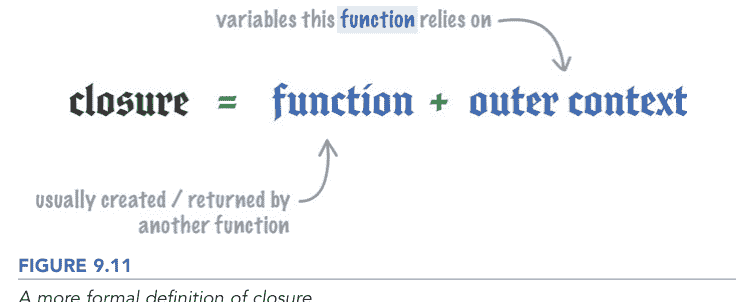 variables this function relies on
closure = function + outer context
usually created / returned by
another function
FIGURE 9.11
A more formal definition of closure